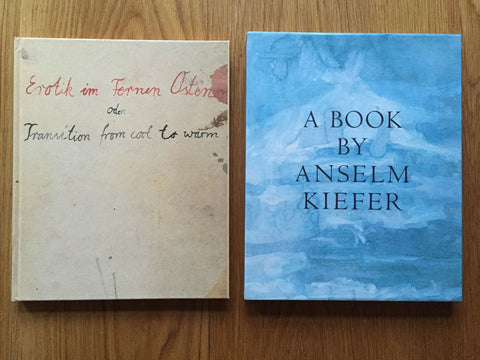 Erotik im Fernen Osten
oder:
Transition from cool to warm
A BOOK
BY
ANSELM
KIEFER